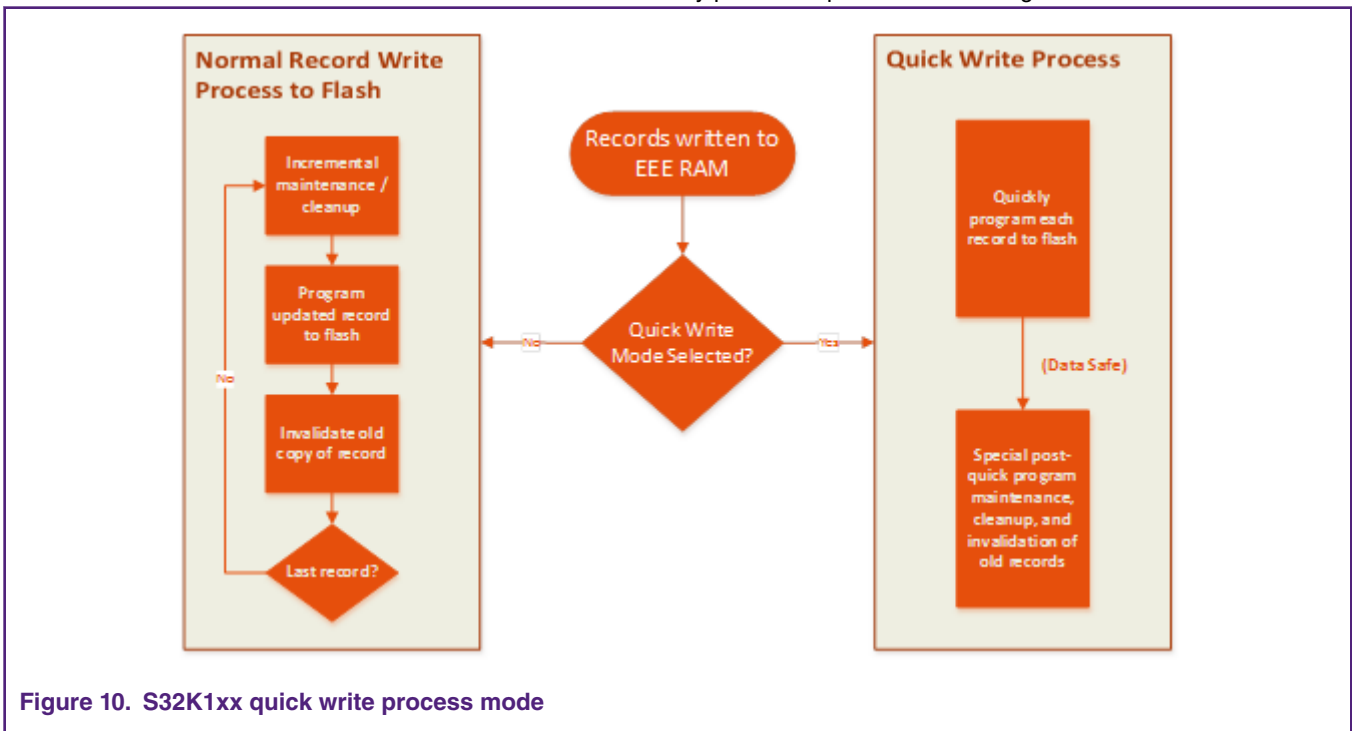 Normal Record Write
Process to Flash
Incremental
maintenance /
cleanup
Program
updated record
to flash
Invalidate old
copy of record
Last record?
No
Records written to
EEE RAM
Quick Write
Mode Selected?
No
Yes
Quick Write Process
Quickly
program each
record to flash
(Data Safe)
Special post-
quick program
maintenance,
cleanup, and
invalidation of
old records
Figure 10. S32K1xx quick write process mode